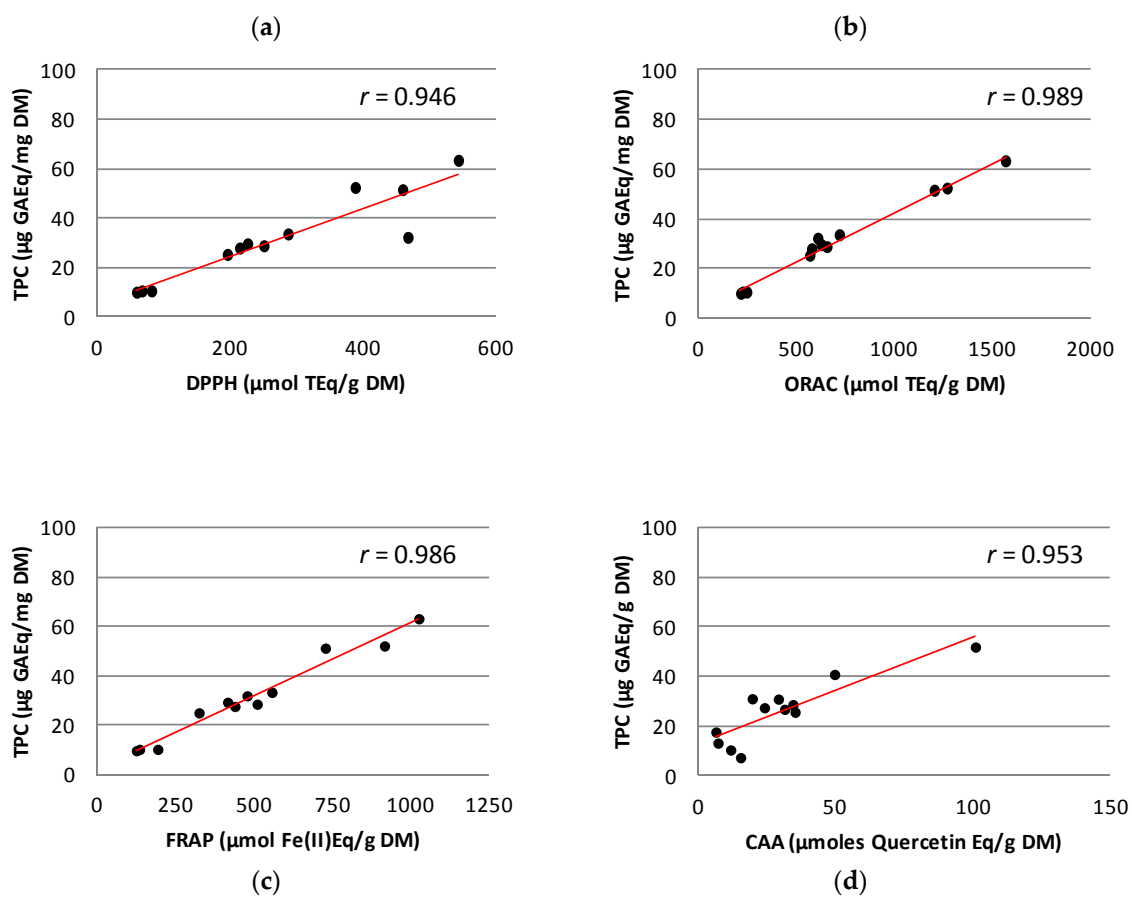 (a)
100
80
60
40
20
0
TPC (µg GAEq/mg DM)
r = 0.946
0 200 400 600
DPPH (µmol TEq/g DM)
(b)
100
80
60
40
20
0
TPC (µg GAEq/mg DM)
r = 0.989
0 500 1000 1500 2000
ORAC (µmol TEq/g DM)
100
80
60
40
20
0
TPC (µg GAEq/mg DM)
r = 0.986
0 250 500 750 1000 1250
FRAP (µmol Fe(II)Eq/g DM)
(c)
100
80
60
40
20
0
TPC (µg GAEq/g DM)
r = 0.953
0 50 100 150
CAA (µmoles Quercetin Eq/g DM)
(d)